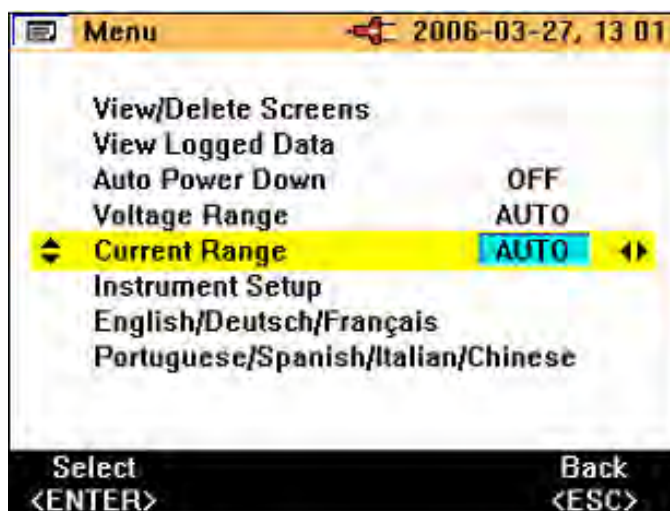 Menu 2006-03-27, 13 01
View/Delete Screens
View Logged Data
Auto Power Down OFF
Voltage Range AUTO
Current Range AUTO
Instrument Setup
English/Deutsch/Français
Portuguese/Spanish/Italian/Chinese
Select Back
<ENTER> <ESC>